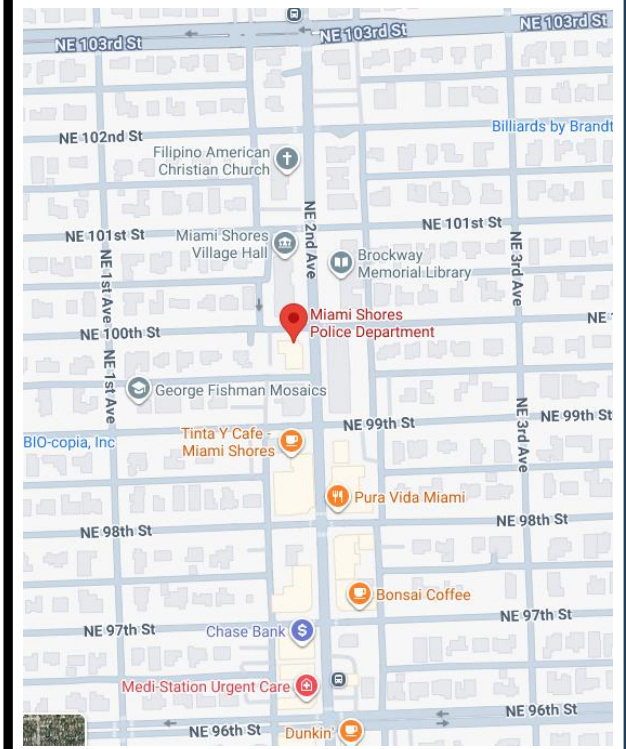 NE 103rd St
NE 103rd St
NE 103rd St
NE 102nd St
Billiards by Brandt
Filipino American
Christian Church
NE 2nd Ave
NE 101st St
NE 1st Ave
Miami Shores
Village Hall
Brockway
Memorial Library
NE 101st St
NE 3rd Ave
Miami Shores
Police Department
NE 100th St
NE
NE 1st Ave
George Fishman Mosaics
BIO-copia, Inc
Tinta Y Cafe -
Miami Shores
NE 99th St
NE 3rd Ave
NE 99th St
Pura Vida Miami
NE 98th St
NE 98th St
Bonsai Coffee
NE 97th St
Chase Bank
$
NE 97th St
Medi-Station Urgent Care
NE 96th St
Dunkin'
NE 96th St